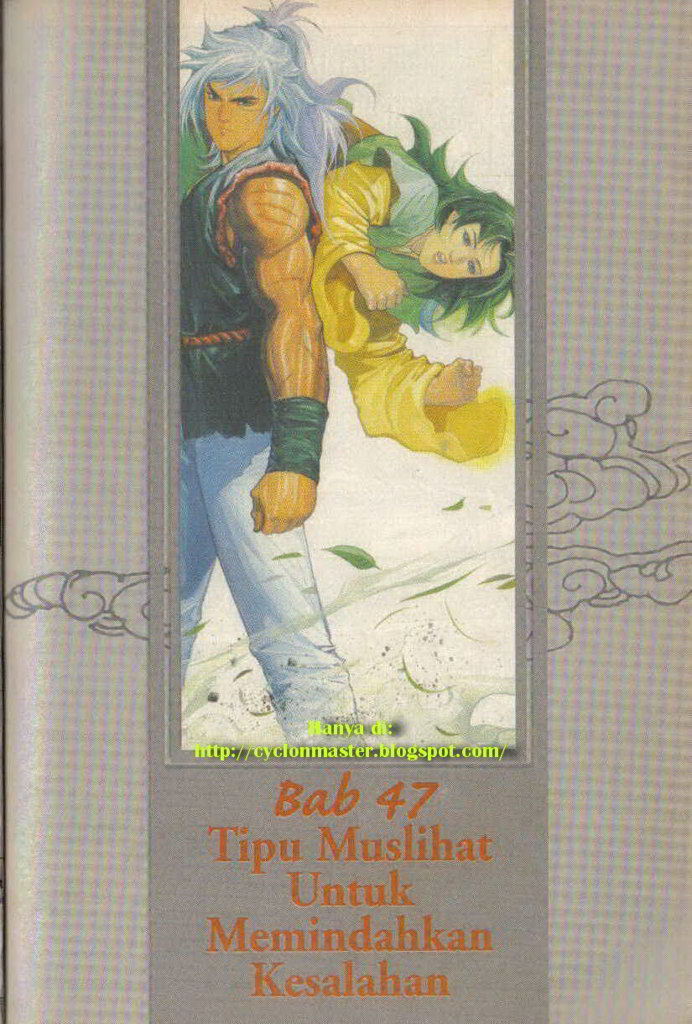 Hanya di:
http://cyclonmaster.blogspot.com/
Bab 47
Tipu Muslihat
Untuk
Memindahkan
Kesalahan